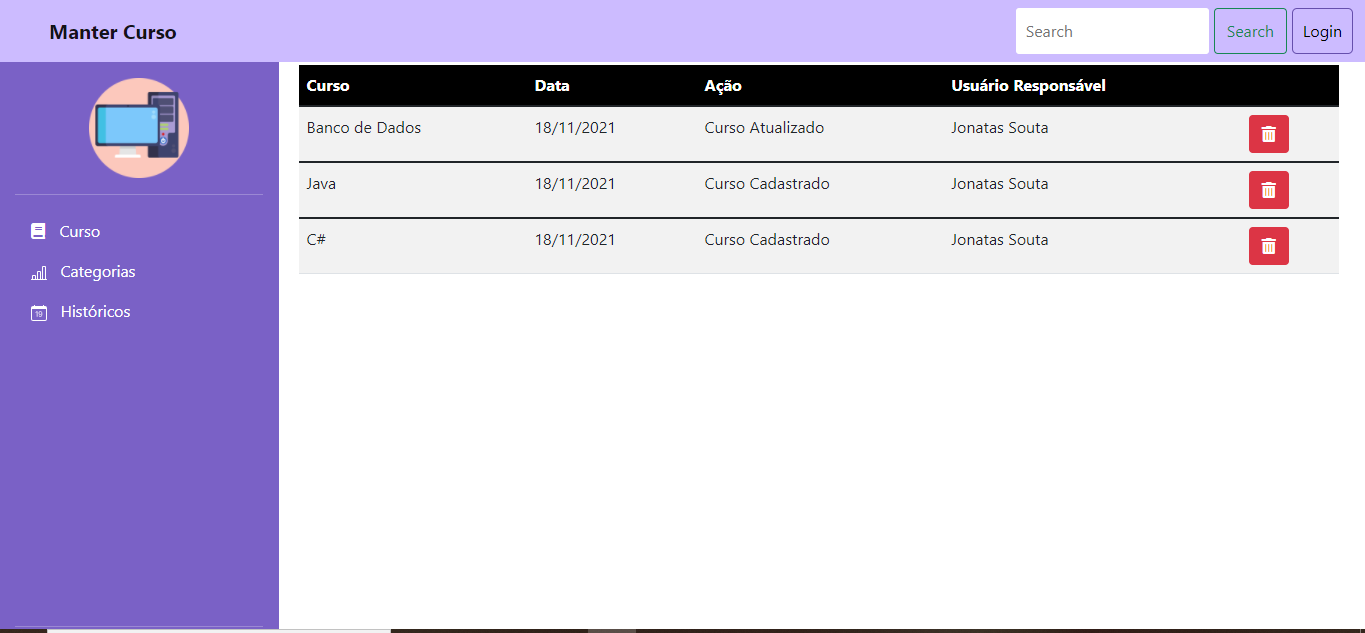 Manter Curso
Search Search Login
Curso Data Ação Usuário Responsável
Banco de Dados 18/11/2021 Curso Atualizado Jonatas Souta
Java 18/11/2021 Curso Cadastrado Jonatas Souta
C# 18/11/2021 Curso Cadastrado Jonatas Souta
Curso
Categorias
19 Históricos